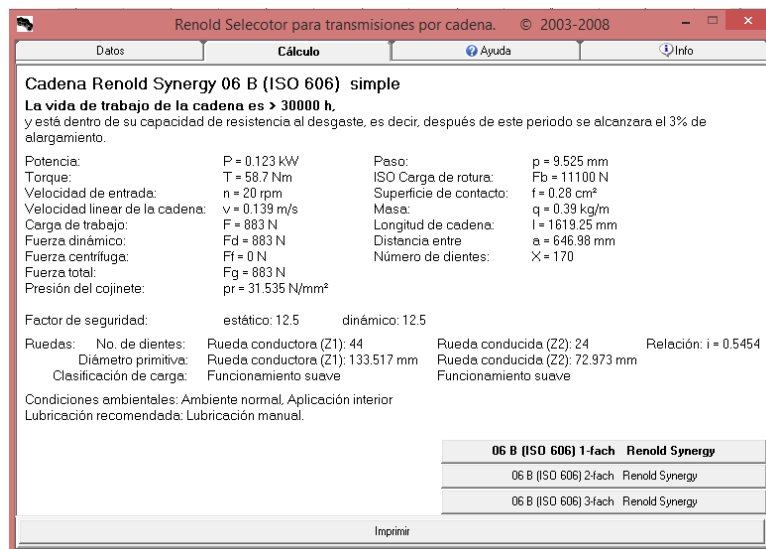 Renold Selecotor para transmisiones por cadena. © 2003-2008
Datos Cálculo Ayuda Info
Cadena Renold Synergy 06 B (ISO 606) simple
La vida de trabajo de la cadena es > 30000 h,
y está dentro de su capacidad de resistencia al desgaste, es decir, después de este periodo se alcanzara el 3% de
alargamiento.
Potencia: P = 0.123 kW Paso: p = 9.525 mm
Torque: T = 58.7 Nm ISO Carga de rotura: Fb = 11100 N
Velocidad de entrada: n = 20 rpm Superficie de contacto: f = 0.28 cm²
Velocidad linear de la cadena: v = 0.139 m/s Masa: q = 0.39 kg/m
Carga de trabajo: F = 883 N Longitud de cadena: l = 1619.25 mm
Fuerza dinámico: Fd = 883 N Distancia entre a = 646.98 mm
Fuerza centrífuga: Ff = 0 N Número de dientes: X = 170
Fuerza total: Fg = 883 N
Presión del cojinete: pr = 31.535 N/mm²
Factor de seguridad: estático: 12.5 dinámico: 12.5
Ruedas: No. de dientes: Rueda conductora (Z1): 44 Rueda conducida (Z2): 24 Relación: i = 0.5454
Diámetro primitiva: Rueda conductora (Z1): 133.517 mm Rueda conducida (Z2): 72.973 mm
Clasificación de carga: Funcionamiento suave Funcionamiento suave
Condiciones ambientales: Ambiente normal, Aplicación interior
Lubricación recomendada: Lubricación manual.
06 B (ISO 606) 1-fach Renold Synergy
06 B (ISO 606) 2-fach Renold Synergy
06 B (ISO 606) 3-fach Renold Synergy
Imprimir